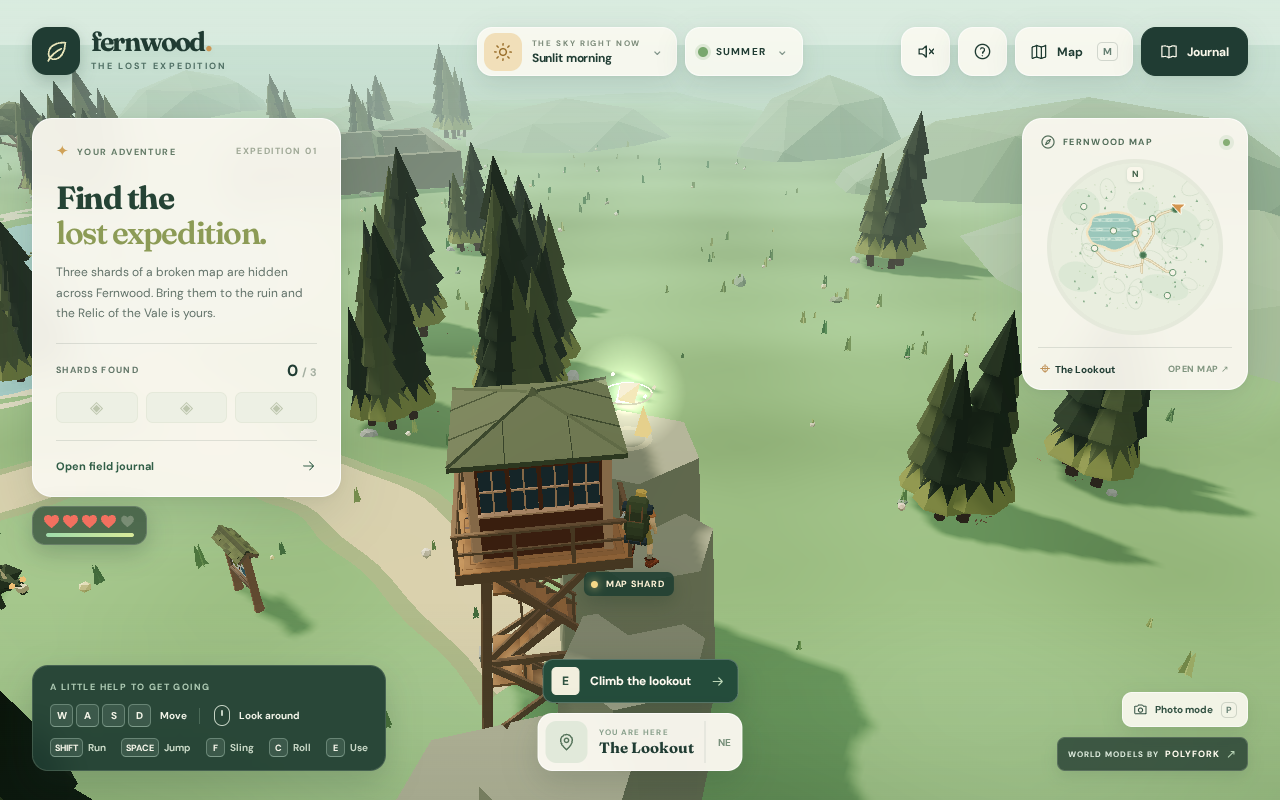 fernwood.
THE LOST EXPEDITION
THE SKY RIGHT NOW
Sunlit morning
SUMMER
Map M
Journal
YOUR ADVENTURE
EXPEDITION 01
Find the
lost expedition.
Three shards of a broken map are hidden
across Fernwood. Bring them to the ruin and
the Relic of the Vale is yours.
SHARDS FOUND
0 / 3
Open field journal
FERNWOOD MAP
N
The Lookout
OPEN MAP ↗
MAP SHARD
E Climb the lookout
YOU ARE HERE
The Lookout
NE
A LITTLE HELP TO GET GOING
W A S D Move
Look around
SHIFT Run SPACE Jump F Sling C Roll E Use
Photo mode P
WORLD MODELS BY POLYFORK ↗